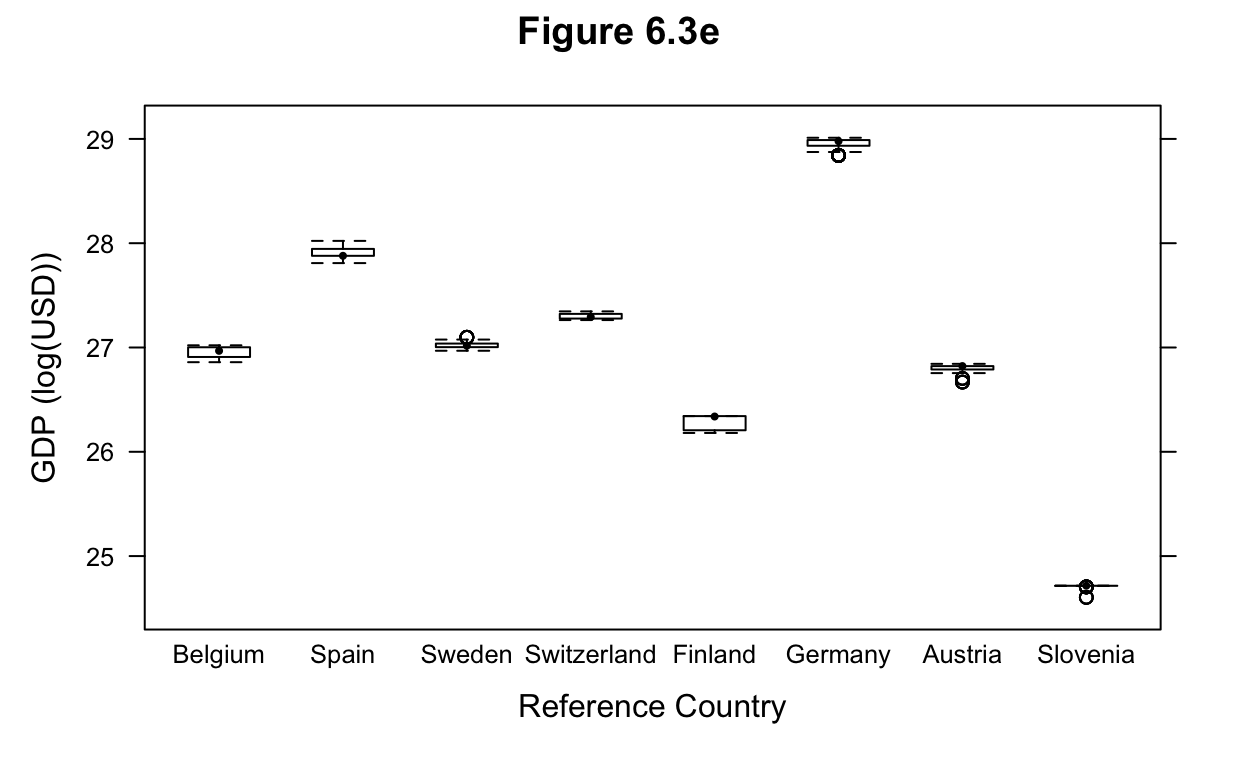 Figure 6.3e
GDP (log(USD))
29
28
27
26
25
Belgium Spain Sweden Switzerland Finland Germany Austria Slovenia
Reference Country